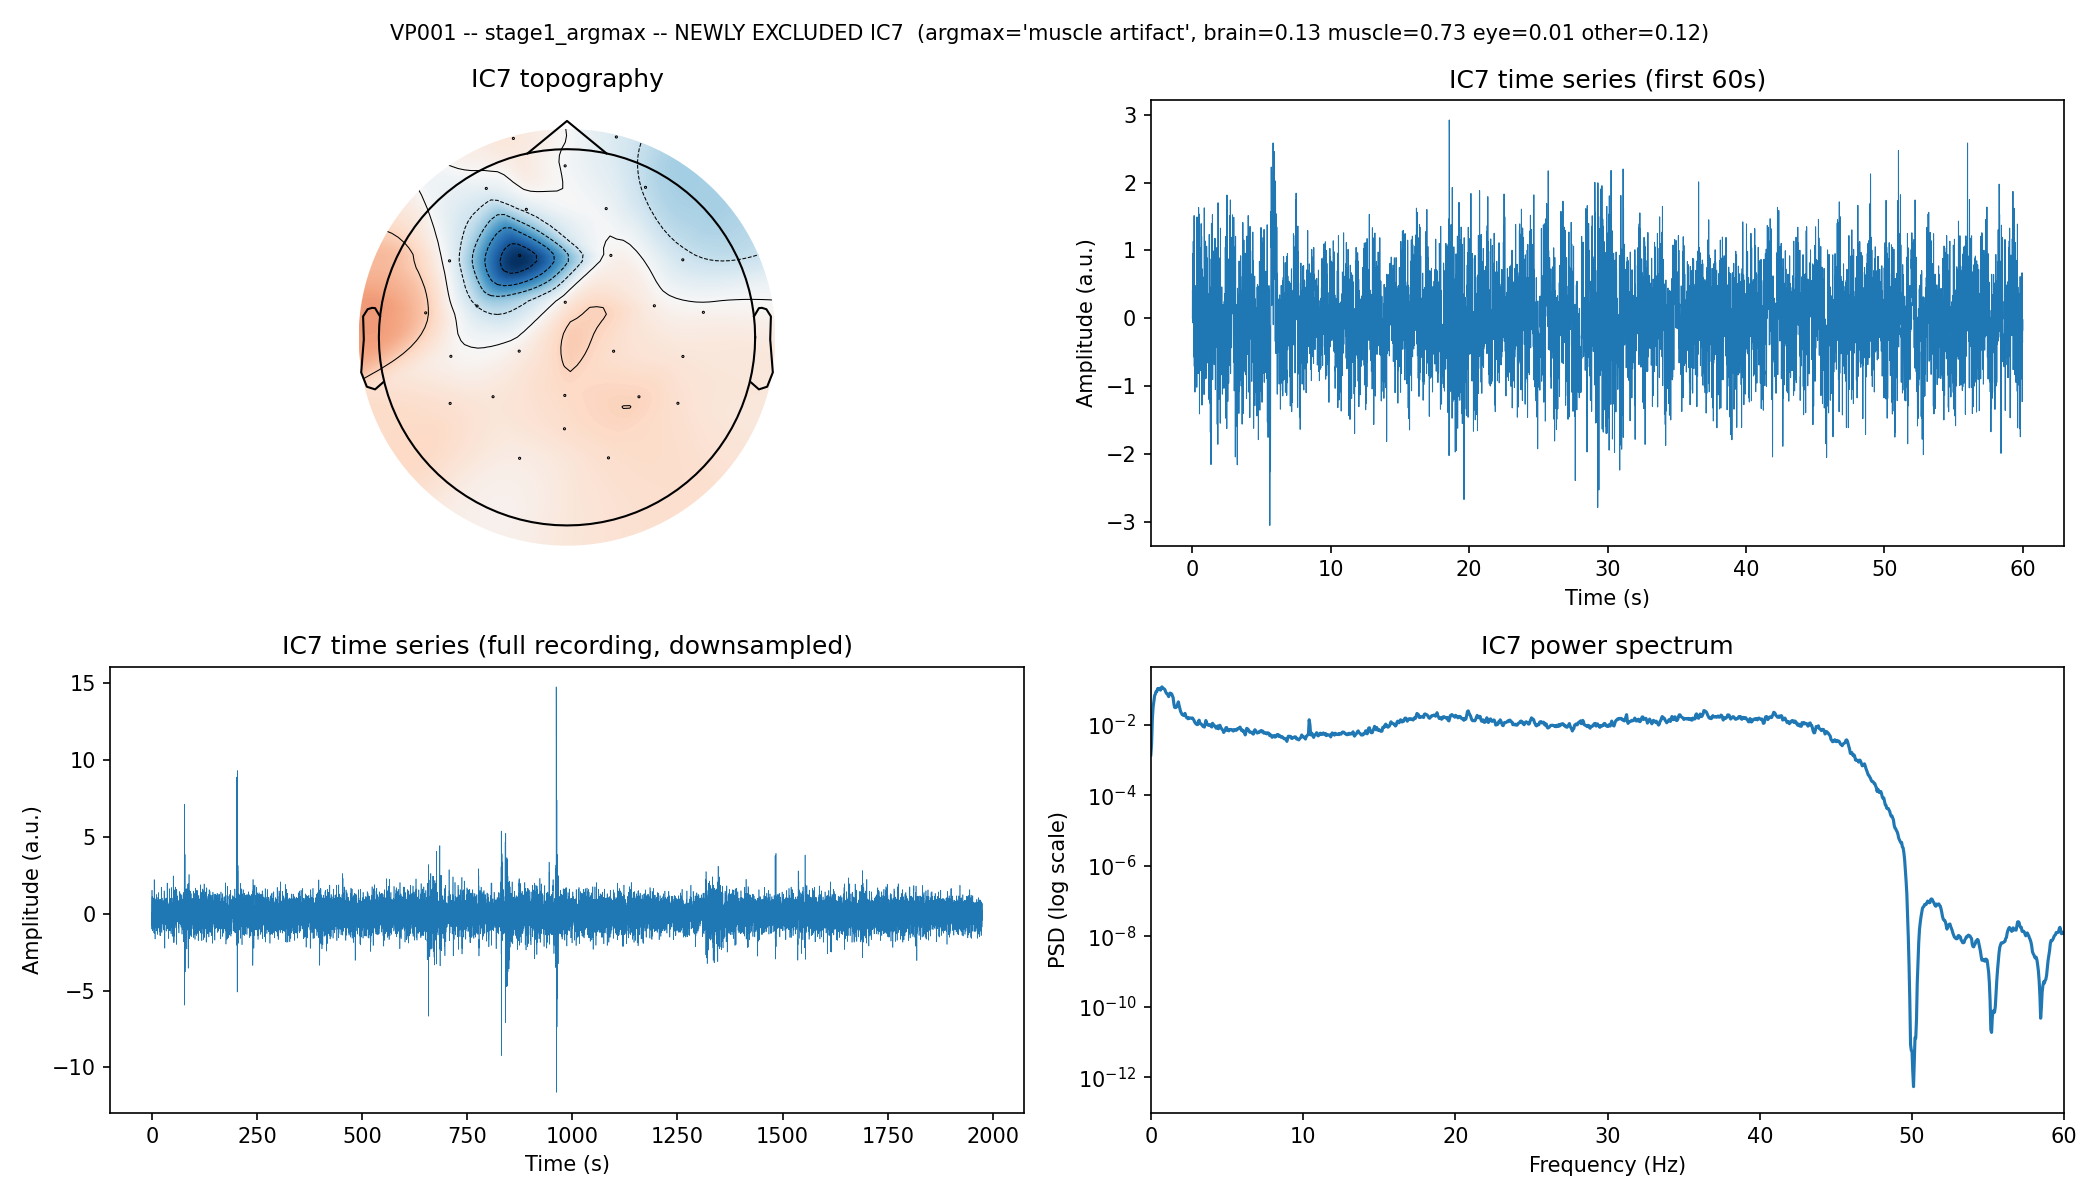 VP001 -- stage1_argmax -- NEWLY EXCLUDED IC7  (argmax='muscle artifact', brain=0.13 muscle=0.73 eye=0.01 other=0.12)
IC7 topography
IC7 time series (first 60s)
Amplitude (a.u.)
3
2
1
0
−1
−2
−3
0 10 20 30 40 50 60
Time (s)
IC7 time series (full recording, downsampled)
Amplitude (a.u.)
15
10
5
0
−5
−10
0 250 500 750 1000 1250 1500 1750 2000
Time (s)
IC7 power spectrum
PSD (log scale)
10⁻²
10⁻⁴
10⁻⁶
10⁻⁸
10⁻¹⁰
10⁻¹²
0 10 20 30 40 50 60
Frequency (Hz)